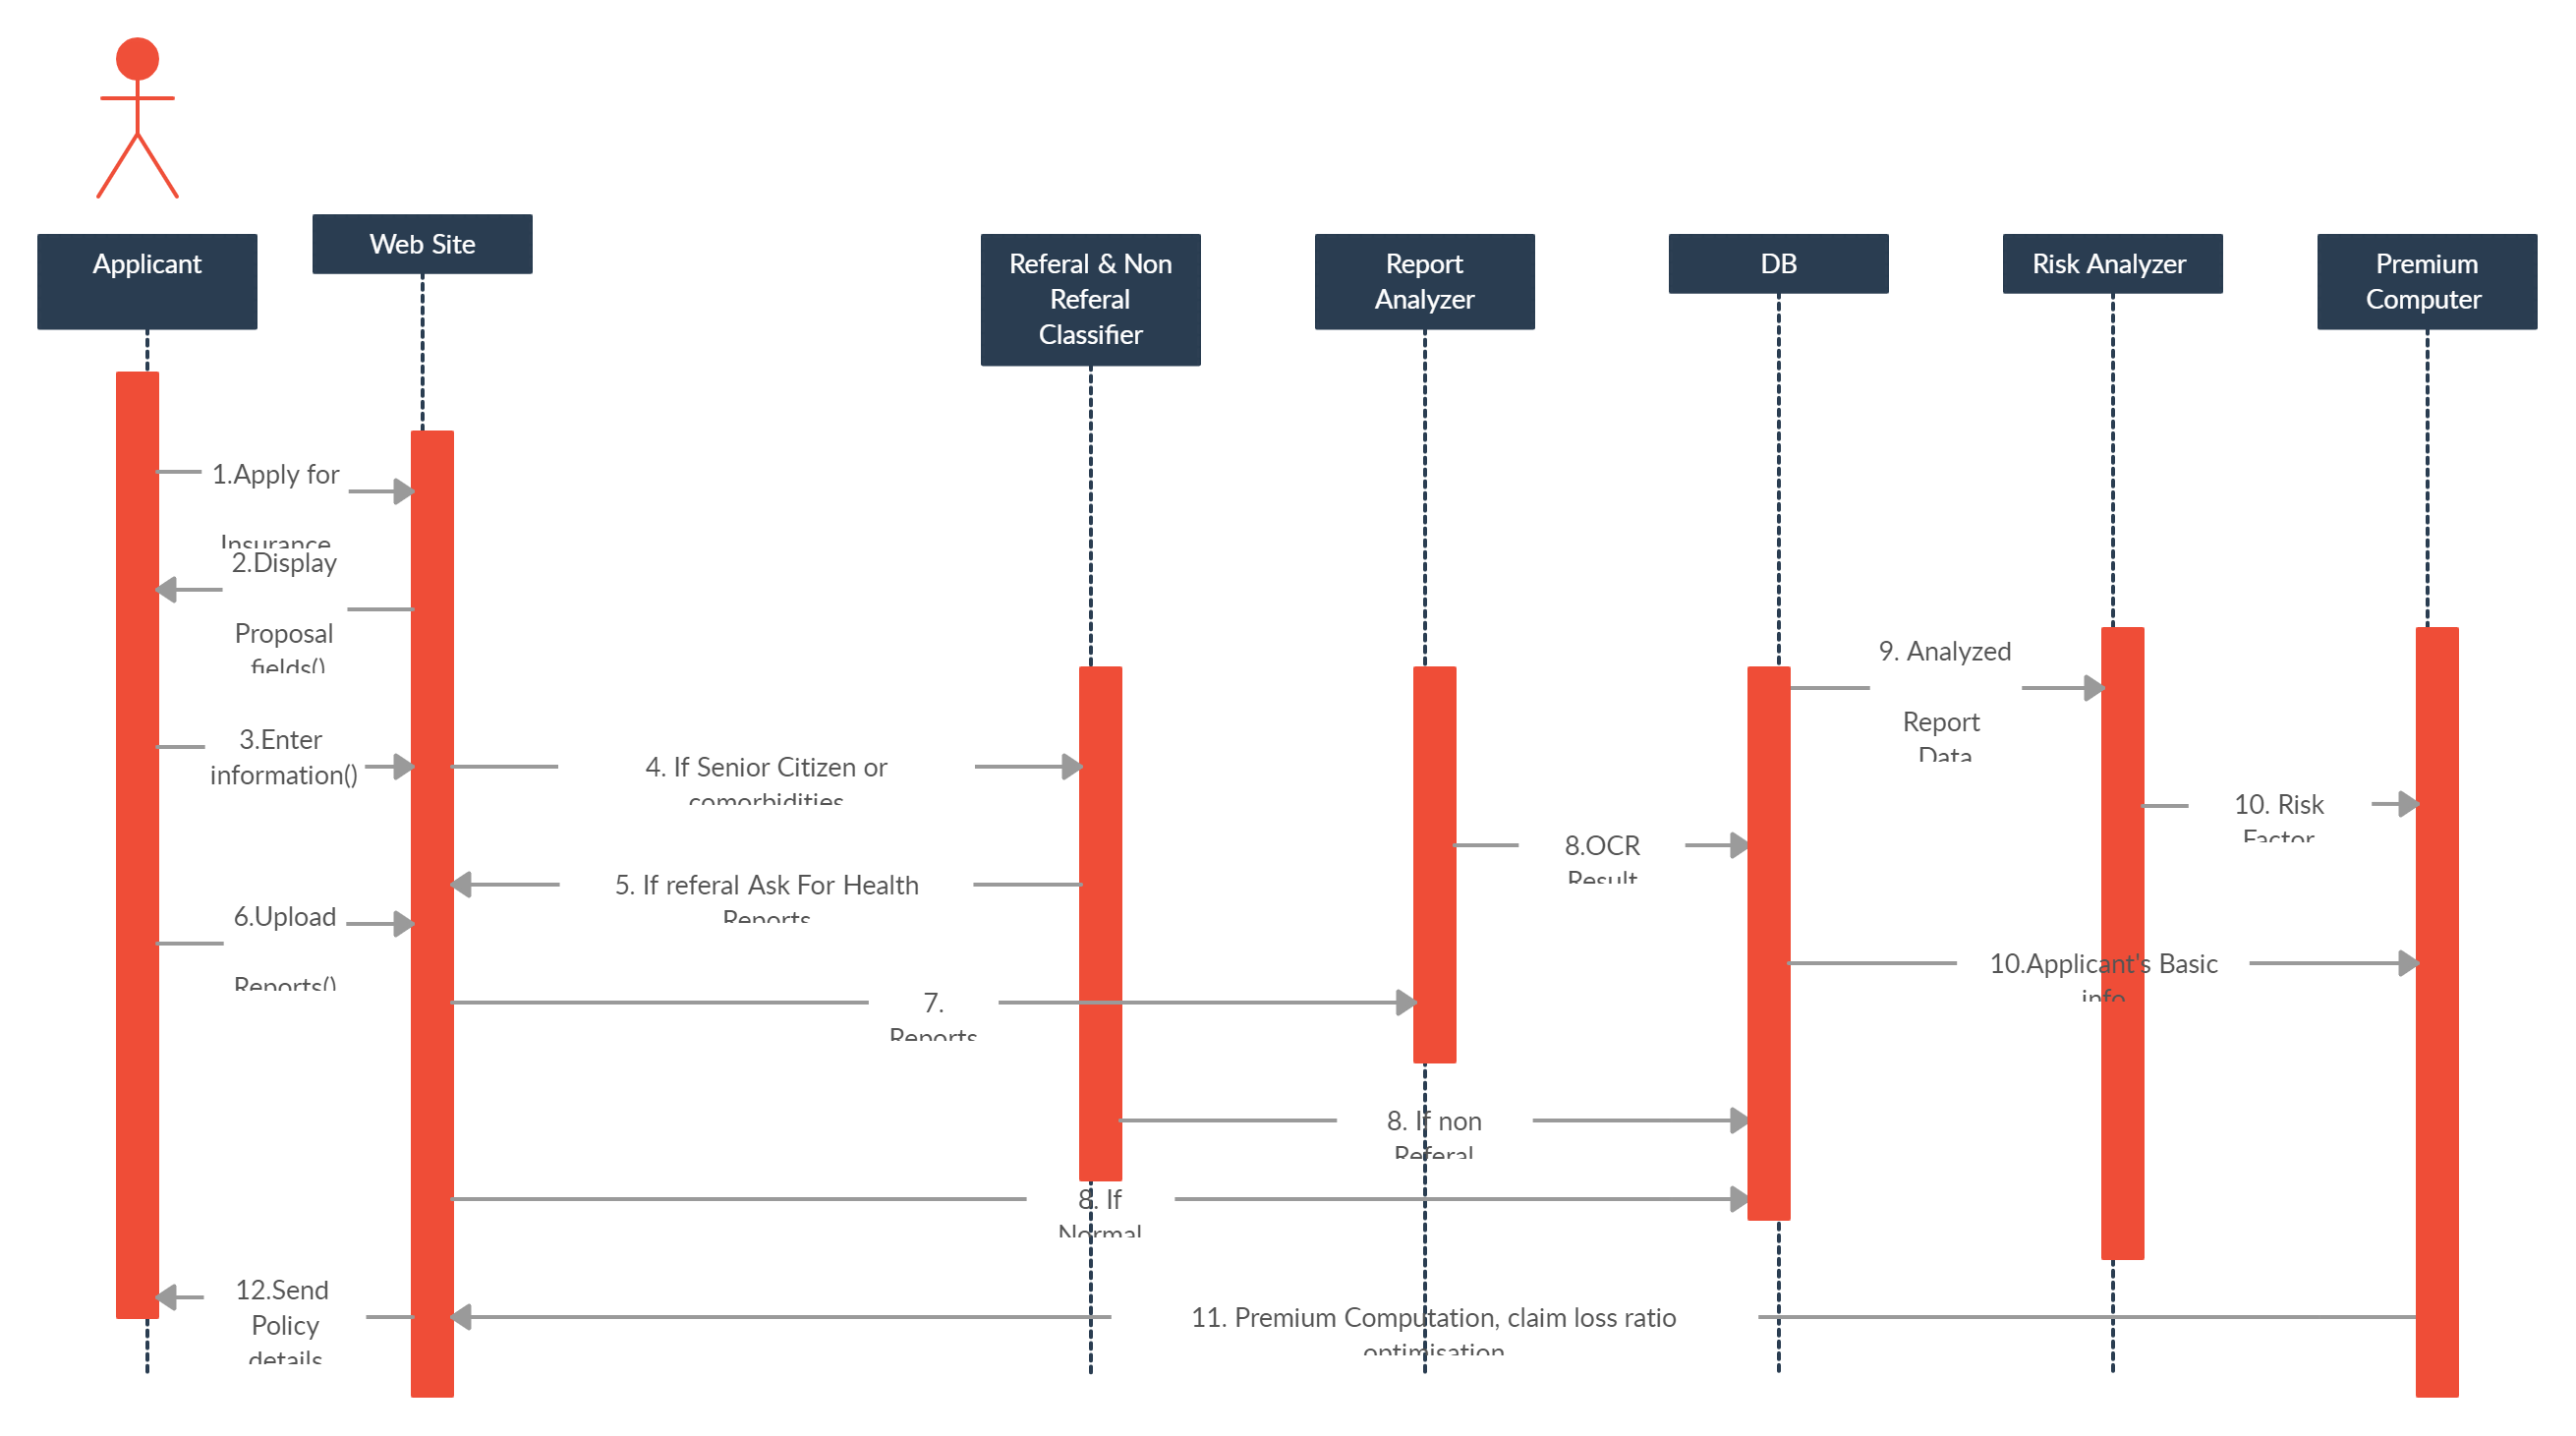 Applicant
Web Site
Referal & Non
Referal
Classifier
Report
Analyzer
DB
Risk Analyzer
Premium
Computer
1.Apply for
Insurance
2.Display
Proposal
fields()
3.Enter
information()
4. If Senior Citizen or
comorbidities
5. If referal Ask For Health
Reports
6.Upload
Reports()
7.
Reports
8.OCR
Result
8. If non
Referal
8. If
Normal
9. Analyzed
Report
Data
10. Risk
Factor
10.Applicant's Basic
info
11. Premium Computation, claim loss ratio
optimisation
12.Send
Policy
details